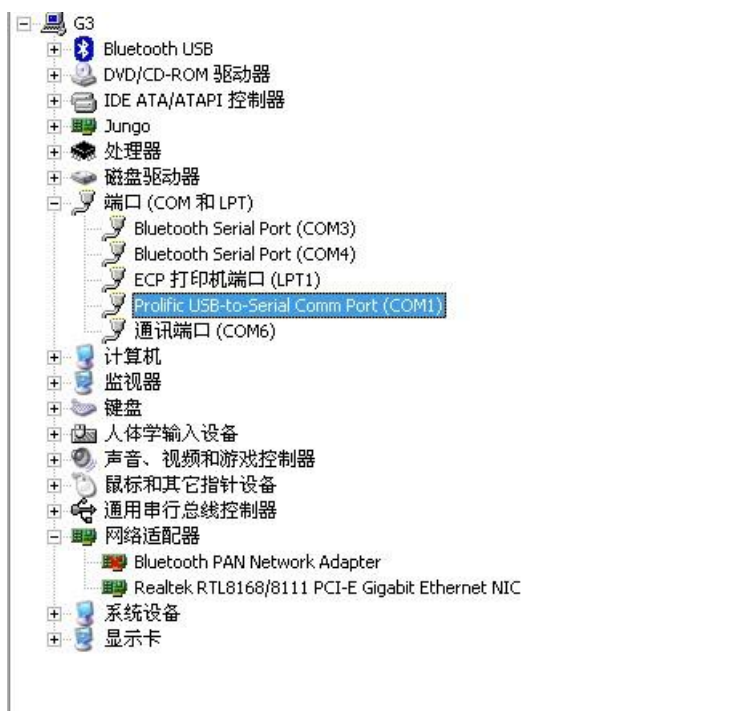 G3
Bluetooth USB
DVD/CD-ROM 驱动器
IDE ATA/ATAPI 控制器
Jungo
处理器
磁盘驱动器
端口 (COM 和 LPT)
Bluetooth Serial Port (COM3)
Bluetooth Serial Port (COM4)
ECP 打印机端口 (LPT1)
Prolific USB-to-Serial Comm Port (COM1)
通讯端口 (COM6)
计算机
监视器
键盘
人体学输入设备
声音、视频和游戏控制器
鼠标和其它指针设备
通用串行总线控制器
网络适配器
Bluetooth PAN Network Adapter
Realtek RTL8168/8111 PCI-E Gigabit Ethernet NIC
系统设备
显示卡